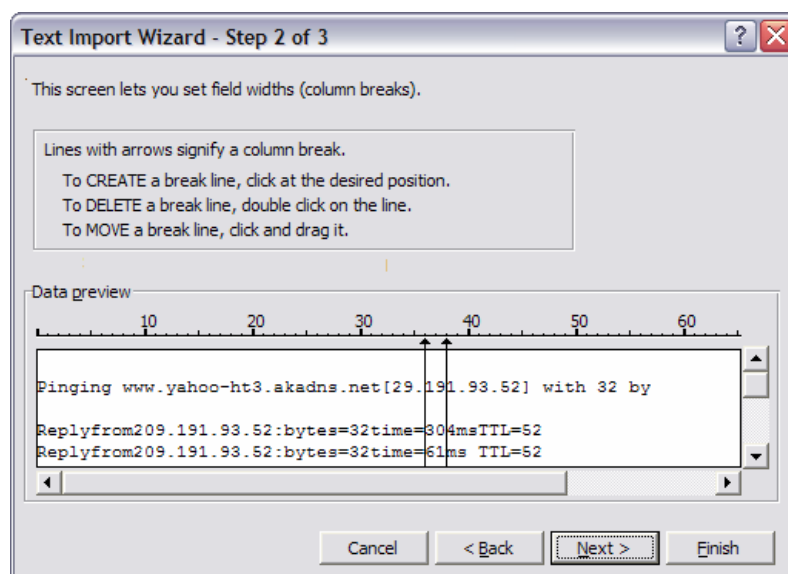 Text Import Wizard - Step 2 of 3
This screen lets you set field widths (column breaks).
Lines with arrows signify a column break.
To CREATE a break line, click at the desired position.
To DELETE a break line, double click on the line.
To MOVE a break line, click and drag it.
Data preview
10 20 30 40 50 60
Pinging www.yahoo-ht3.akadns.net[29.191.93.52] with 32 by
Replyfrom209.191.93.52:bytes=32time=304msTTL=52
Replyfrom209.191.93.52:bytes=32time=61ms TTL=52
Cancel < Back Next > Finish